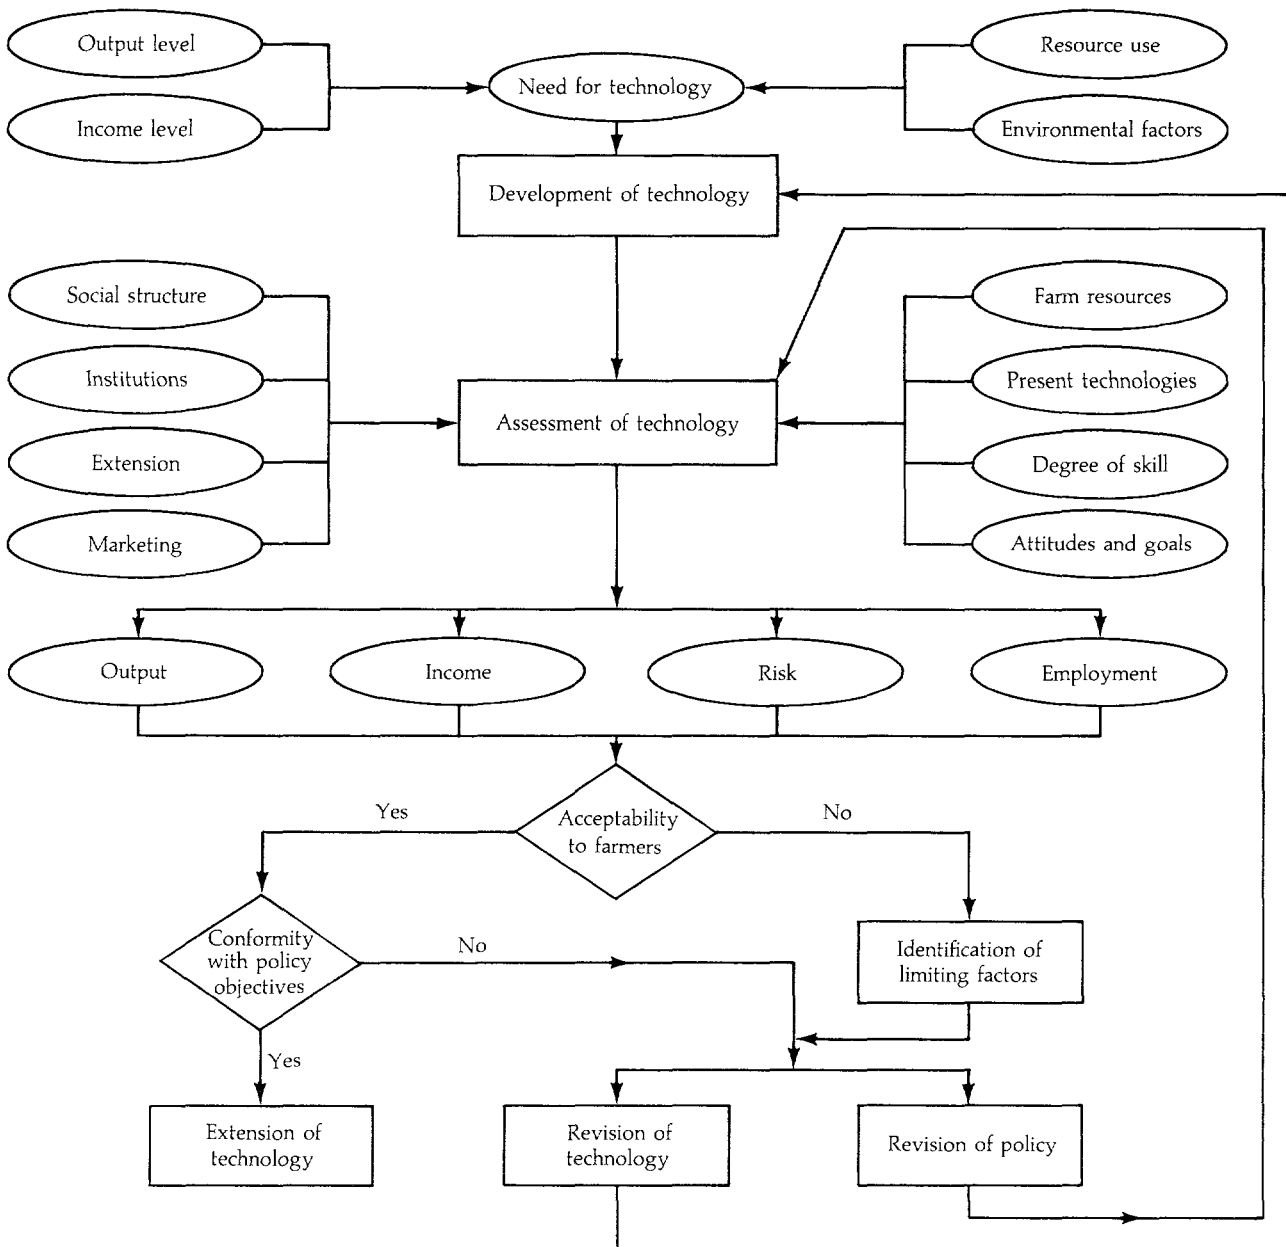 Output level
Resource use
Need for technology
Income level
Environmental factors
Development of technology
Social structure
Farm resources
Institutions
Present technologies
Assessment of technology
Extension
Degree of skill
Marketing
Attitudes and goals
Output
Income
Risk
Employment
Yes
Acceptability
to farmers
No
Conformity
with policy
objectives
No
Identification of
limiting factors
Yes
Extension of
technology
Revision of
technology
Revision of policy